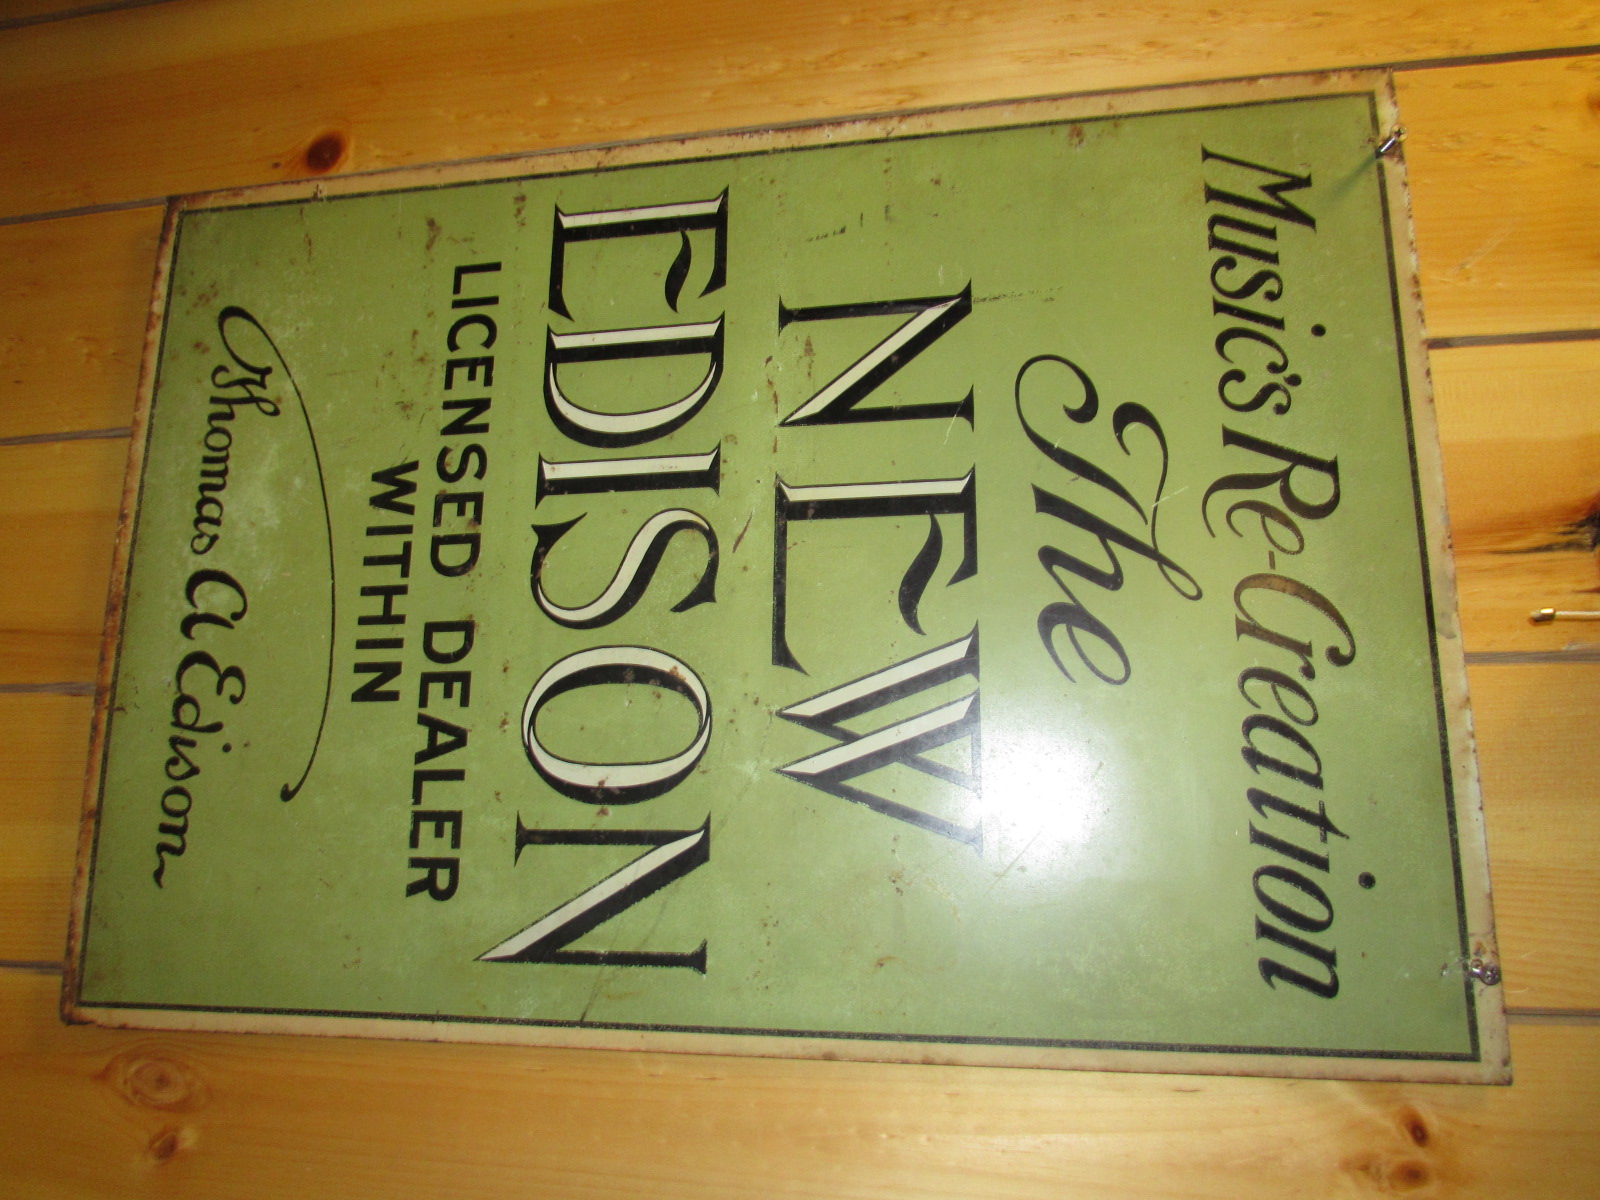 Music's Re-Creation
The
NEW
EDISON
LICENSED DEALER
WITHIN
Thomas A Edison